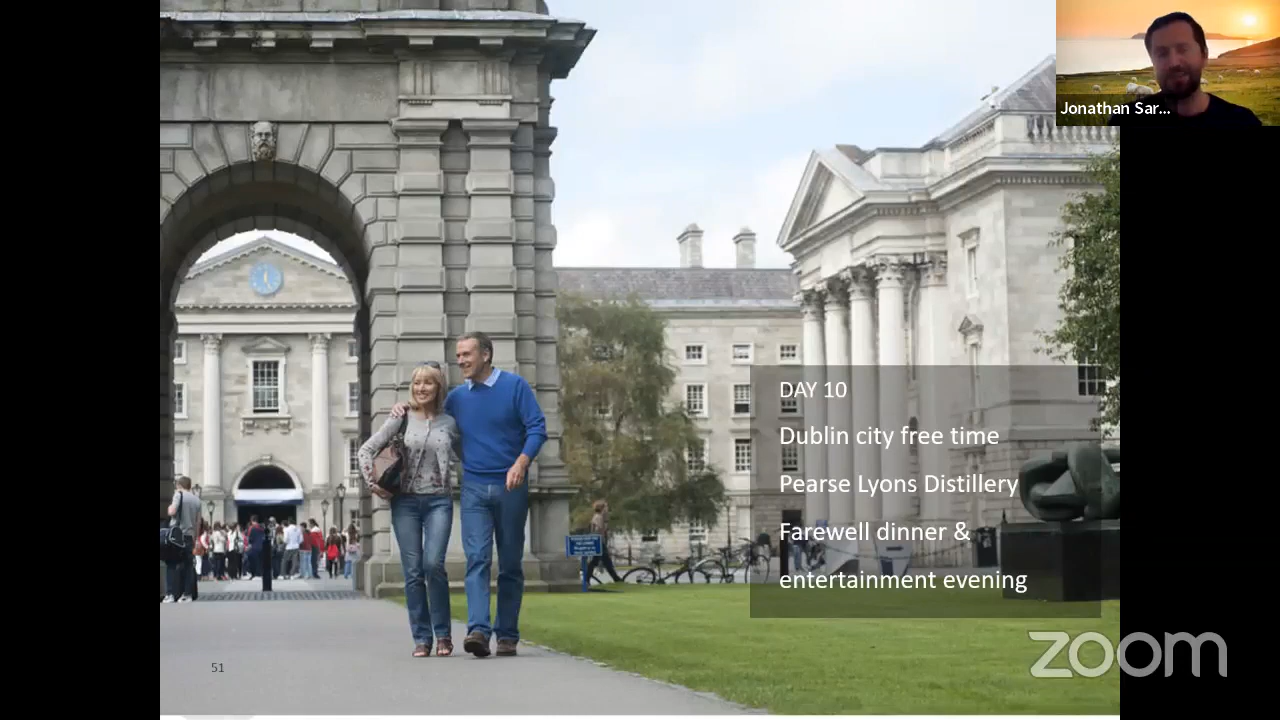 Jonathan Sar...
DAY 10
Dublin city free time
Pearse Lyons Distillery
Farewell dinner &
entertainment evening
51
zoom